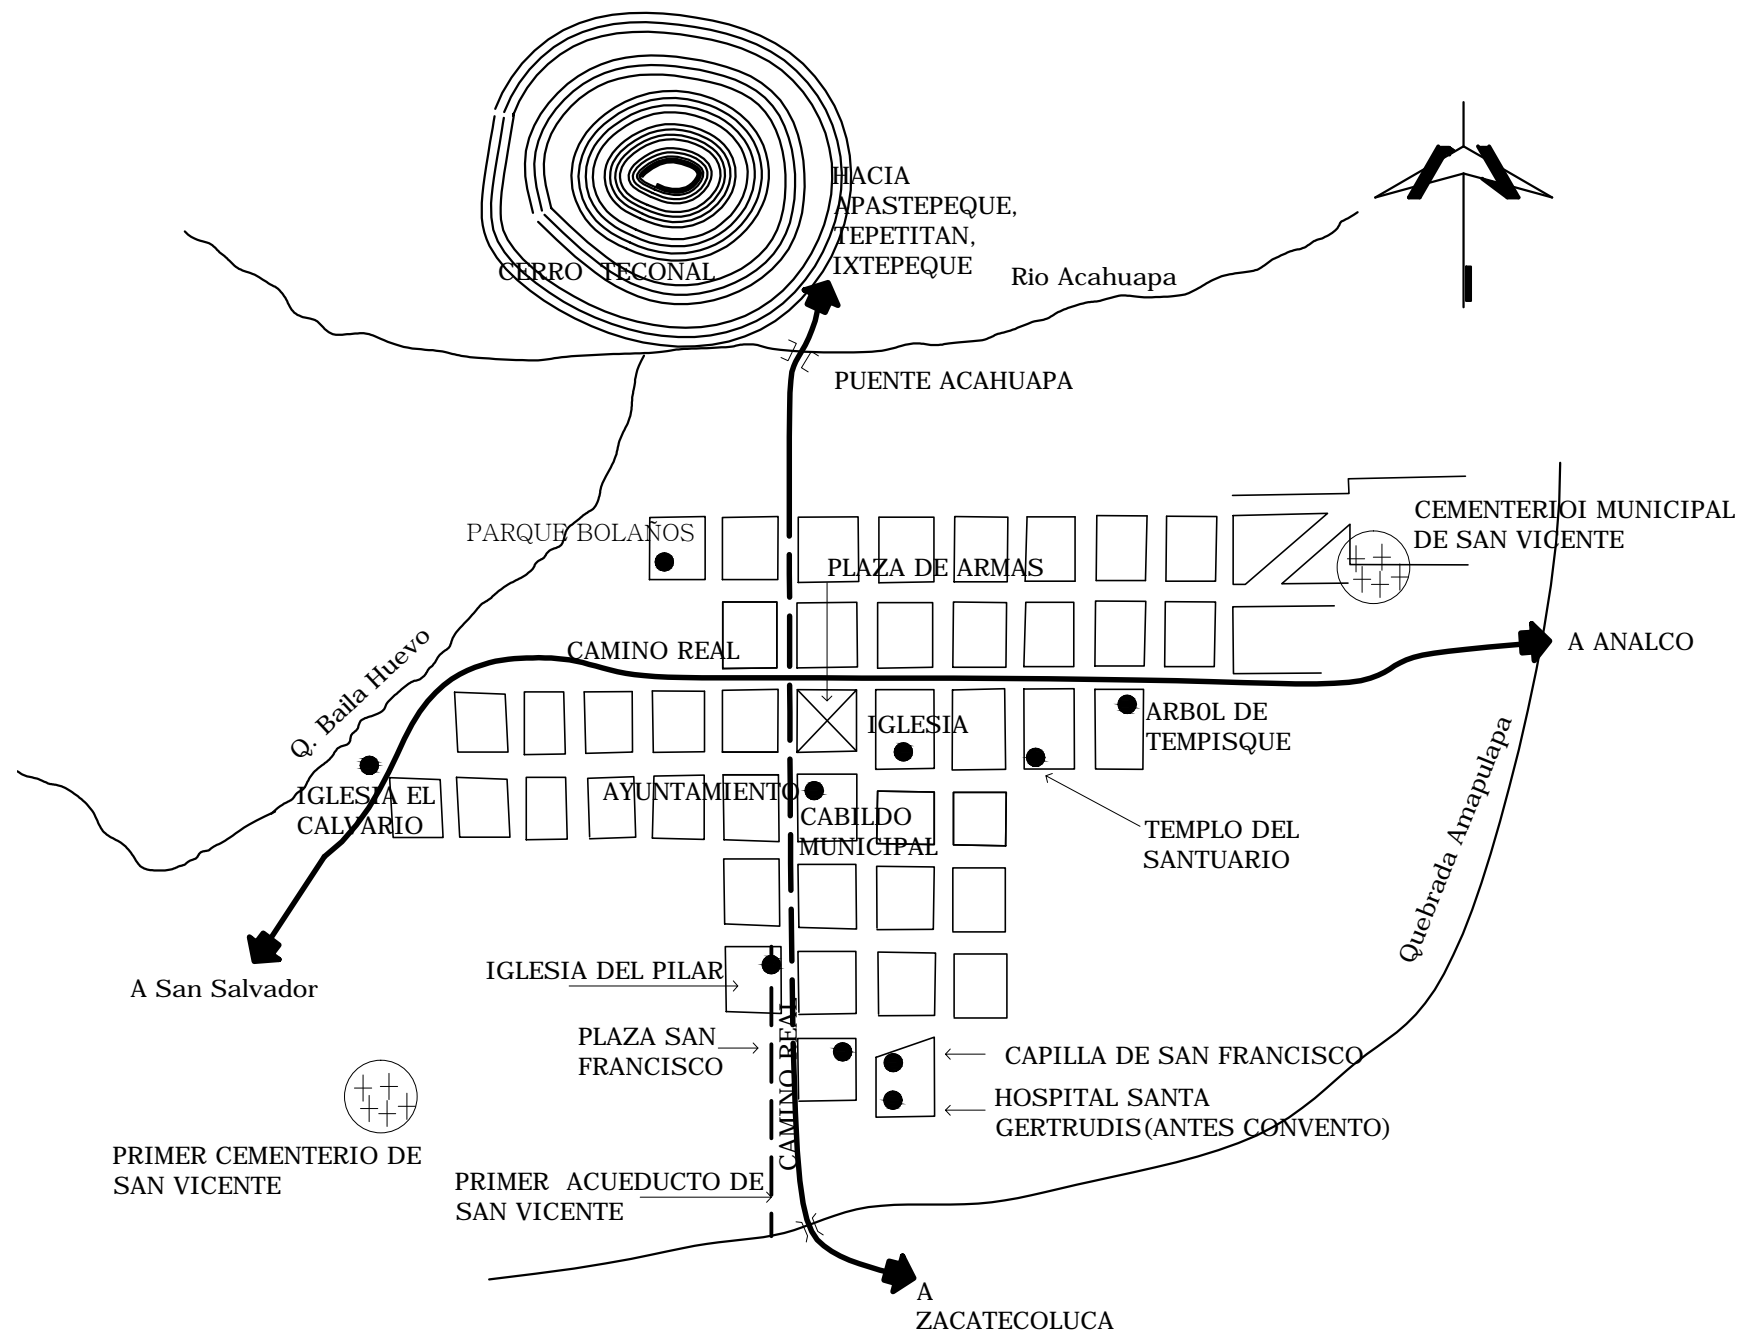 HACIA
APASTEPEQUE,
TEPETITAN,
IXTEPEQUE
CERRO TECONAL
Rio Acahuapa
PUENTE ACAHUAPA
CEMENTERIOI MUNICIPAL
DE SAN VICENTE
PARQUE BOLAÑOS
PLAZA DE ARMAS
CAMINO REAL
A ANALCO
Q. Baila Huevo
IGLESIA
ARBOL DE
TEMPISQUE
IGLESIA EL
CALVARIO
AYUNTAMIENTO
CABILDO
MUNICIPAL
TEMPLO DEL
SANTUARIO
Quebrada Amapulapa
IGLESIA DEL PILAR
A San Salvador
PLAZA SAN
FRANCISCO
CAMINO REAL
CAPILLA DE SAN FRANCISCO
HOSPITAL SANTA
GERTRUDIS(ANTES CONVENTO)
PRIMER CEMENTERIO DE
SAN VICENTE
PRIMER ACUEDUCTO DE
SAN VICENTE
A
ZACATECOLUCA